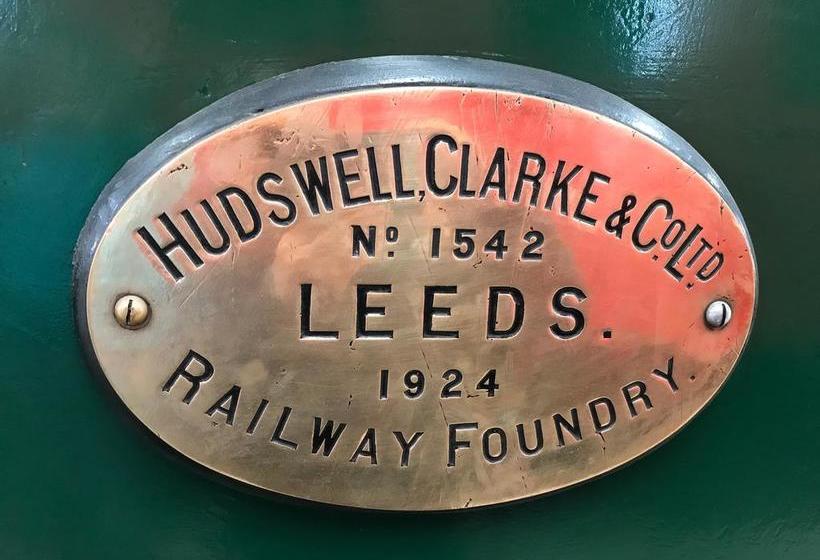 HUDSWELL, CLARKE & Co LTD
No 1542
LEEDS.
1924
RAILWAY FOUNDRY.